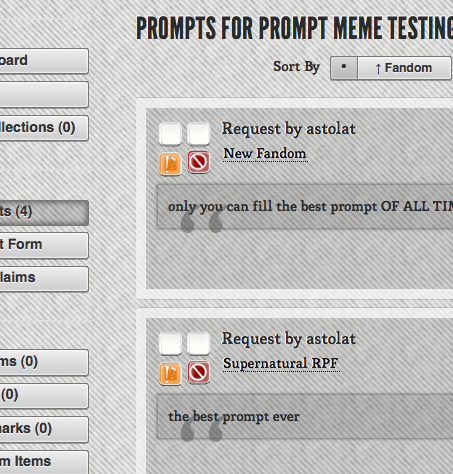 PROMPTS FOR PROMPT MEME TESTING
Sort By • ↑ Fandom
oard
llections (0)
ts (4)
t Form
laims
ms (0)
(0)
arks (0)
m Items
Request by astolat
New Fandom
only you can fill the best prompt OF ALL TIM
Request by astolat
Supernatural RPF
the best prompt ever